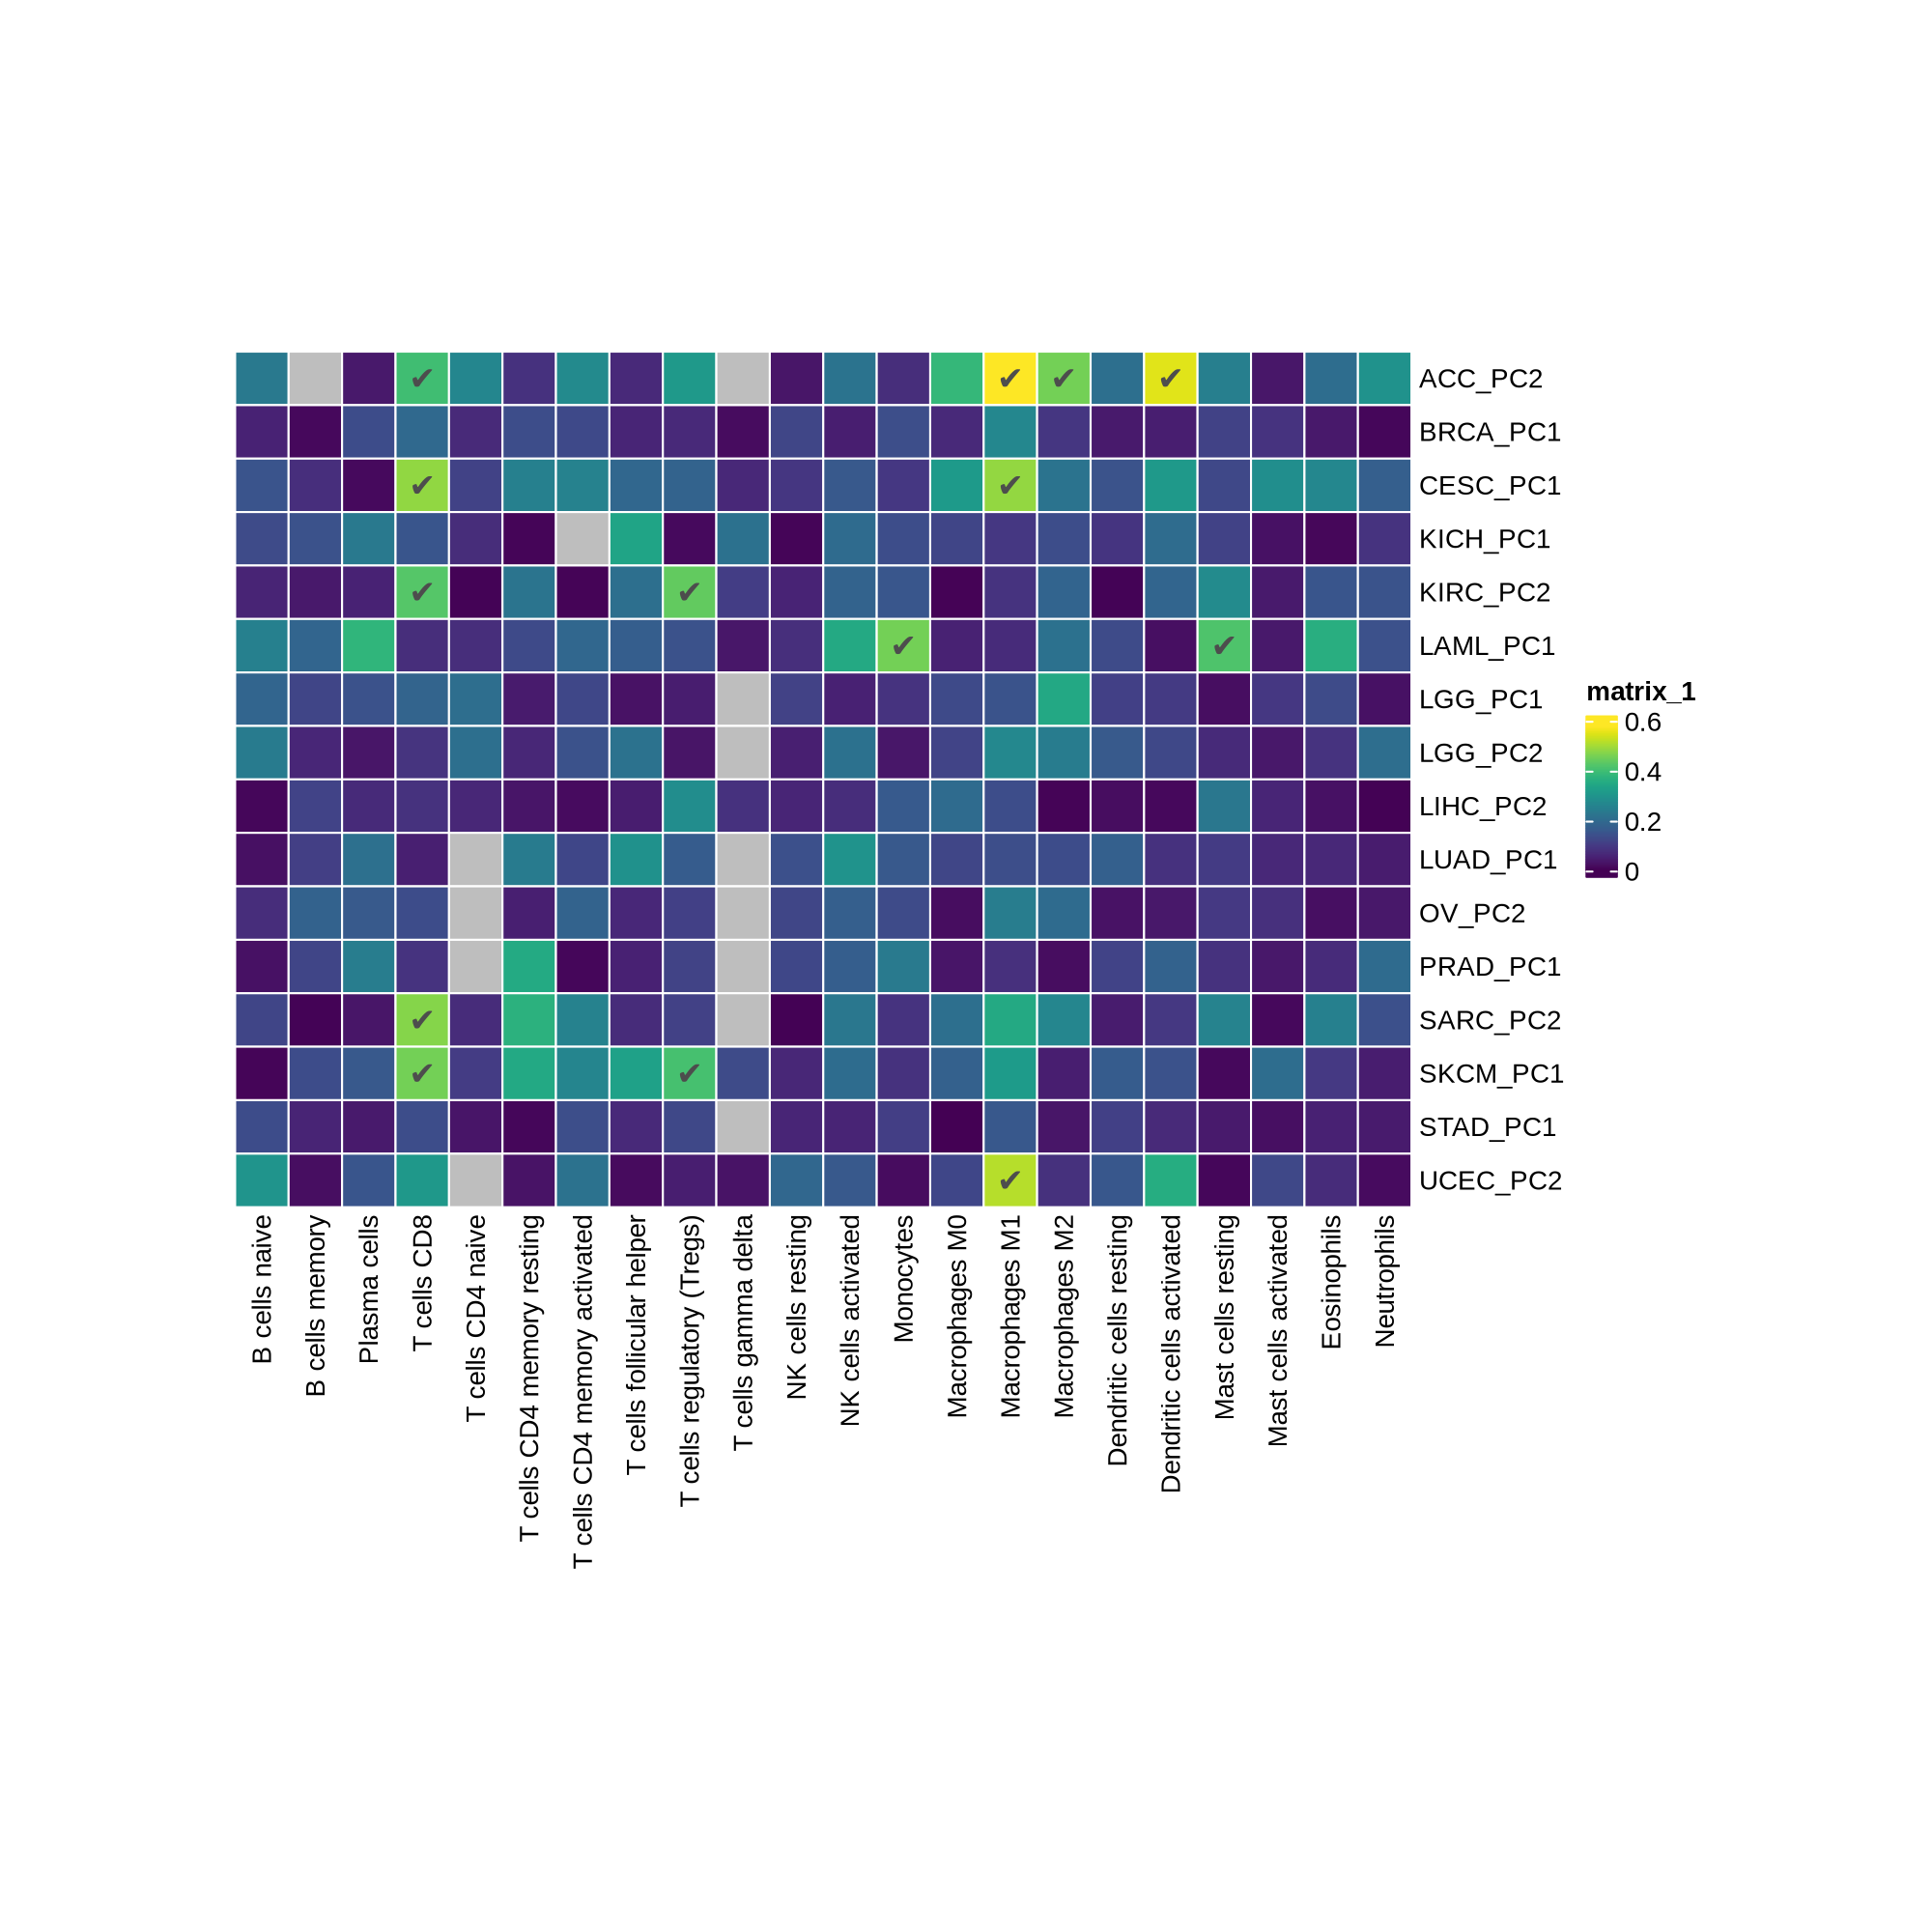 ✔ ✔ ✔ ✔ ACC_PC2
BRCA_PC1
✔ ✔ CESC_PC1
KICH_PC1
✔ ✔ KIRC_PC2
✔ ✔ LAML_PC1
LGG_PC1
LGG_PC2
LIHC_PC2
LUAD_PC1
OV_PC2
PRAD_PC1
✔ SARC_PC2
✔ ✔ SKCM_PC1
STAD_PC1
✔ UCEC_PC2
B cells naive
B cells memory
Plasma cells
T cells CD8
T cells CD4 naive
T cells CD4 memory resting
T cells CD4 memory activated
T cells follicular helper
T cells regulatory (Tregs)
T cells gamma delta
NK cells resting
NK cells activated
Monocytes
Macrophages M0
Macrophages M1
Macrophages M2
Dendritic cells resting
Dendritic cells activated
Mast cells resting
Mast cells activated
Eosinophils
Neutrophils
matrix_1
0.6
0.4
0.2
0